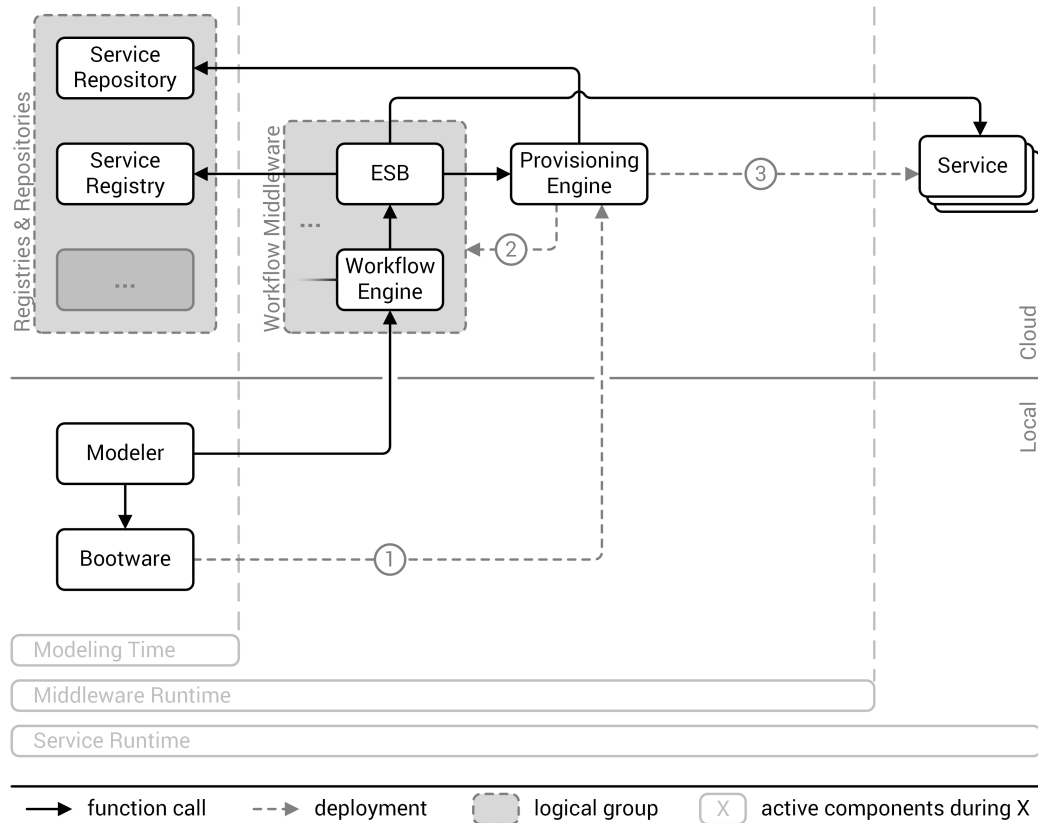 Service
Repository
Service
Registry
...
Registries & Repositories
Workflow Middleware
ESB
...
Workflow
Engine
Provisioning
Engine
3
2
Service
Cloud
Local
Modeler
Bootware
1
Modeling Time
Middleware Runtime
Service Runtime
function call
deployment
logical group
X
active components during X